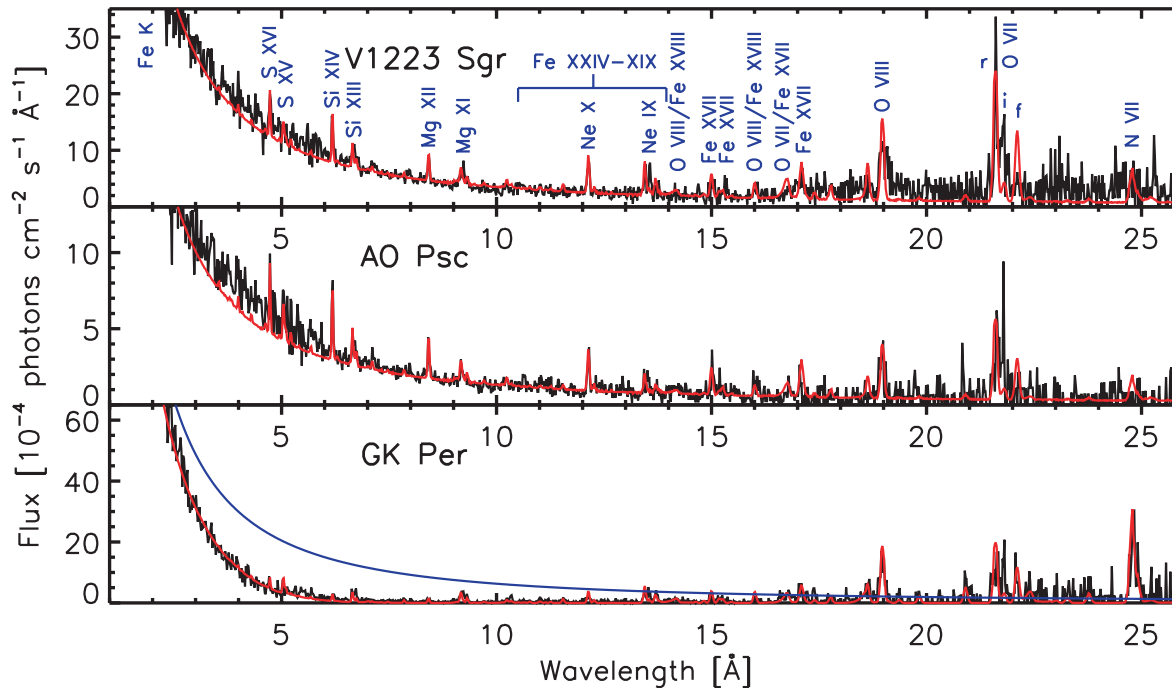 Flux [10⁻⁴ photons cm⁻² s⁻¹ Å⁻¹]
30
20
10
0
V1223 Sgr
Fe K
S XVI
S XV
Si XIV
Si XIII
Mg XII
Mg XI
Fe XXIV–XIX
Ne X
Ne IX
O VIII/Fe XVIII
Fe XVII
Fe XVII
O VIII/Fe XVIII
O VII/Fe XVII
Fe XVII
O VIII
r
i
f
O VII
N VII
5 10 15 20 25
10
5
0
AO Psc
5 10 15 20 25
60
40
20
0
GK Per
5 10 15 20 25
Wavelength [Å]